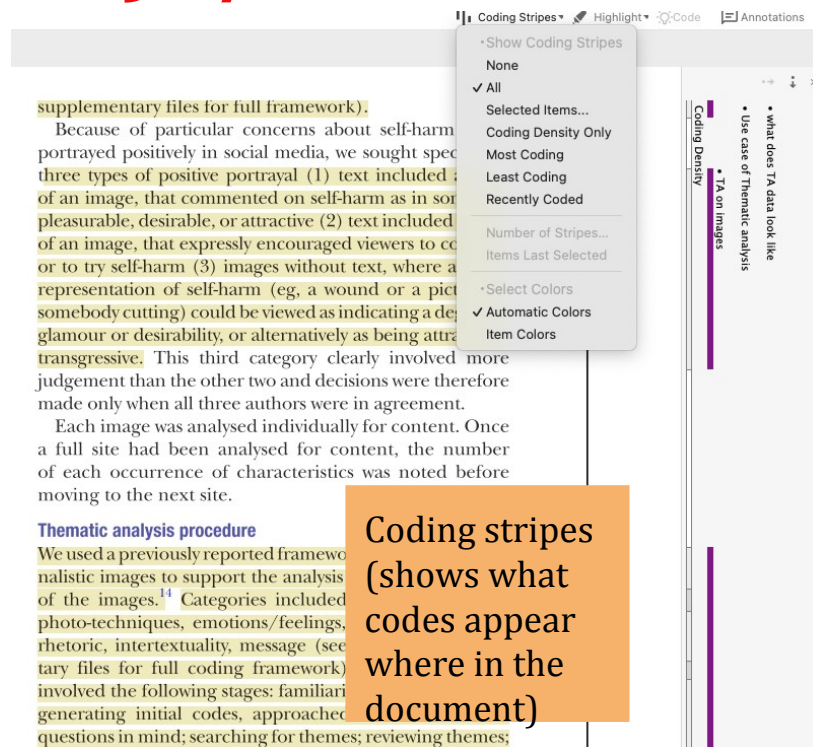 Coding Stripes Highlight Code Annotations
•Show Coding Stripes
None
✓ All
Selected Items...
Coding Density Only
Most Coding
Least Coding
Recently Coded
Number of Stripes...
Items Last Selected
•Select Colors
✓ Automatic Colors
Item Colors
supplementary files for full framework).
Because of particular concerns about self-harm
portrayed positively in social media, we sought spec
three types of positive portrayal (1) text included
of an image, that commented on self-harm as in so
pleasurable, desirable, or attractive (2) text included
of an image, that expressly encouraged viewers to co
or to try self-harm (3) images without text, where a
representation of self-harm (eg, a wound or a pict
somebody cutting) could be viewed as indicating a de
glamour or desirability, or alternatively as being attra
transgressive. This third category clearly involved more
judgement than the other two and decisions were therefore
made only when all three authors were in agreement.
Each image was analysed individually for content. Once
a full site had been analysed for content, the number
of each occurrence of characteristics was noted before
moving to the next site.
Thematic analysis procedure
We used a previously reported framewo
nalistic images to support the analysis
of the images.14 Categories included
photo-techniques, emotions/feelings,
rhetoric, intertextuality, message (see
tary files for full coding framework)
involved the following stages: familiari
generating initial codes, approached
questions in mind; searching for themes; reviewing themes;
Coding stripes
(shows what
codes appear
where in the
document)
• what does TA data look like
• Use case of Thematic analysis
• TA on images
Coding Density